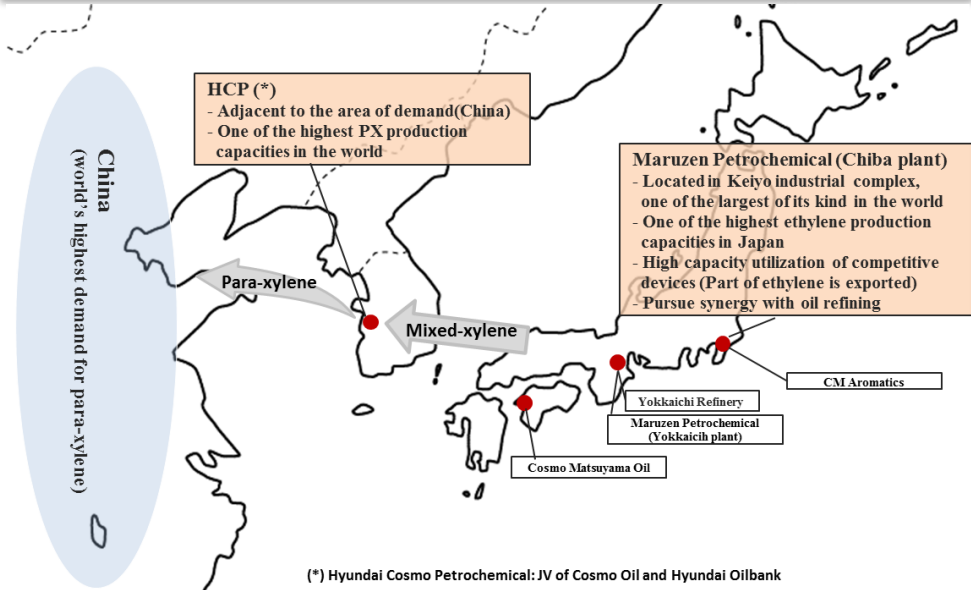 HCP (*)
- Adjacent to the area of demand(China)
- One of the highest PX production
capacities in the world
China
(world's highest demand for para-xylene)
Maruzen Petrochemical (Chiba plant)
- Located in Keiyo industrial complex,
one of the largest of its kind in the world
- One of the highest ethylene production
capacities in Japan
- High capacity utilization of competitive
devices (Part of ethylene is exported)
- Pursue synergy with oil refining
Para-xylene
Mixed-xylene
CM Aromatics
Yokkaichi Refinery
Maruzen Petrochemical
(Yokkaicih plant)
Cosmo Matsuyama Oil
(*) Hyundai Cosmo Petrochemical: JV of Cosmo Oil and Hyundai Oilbank